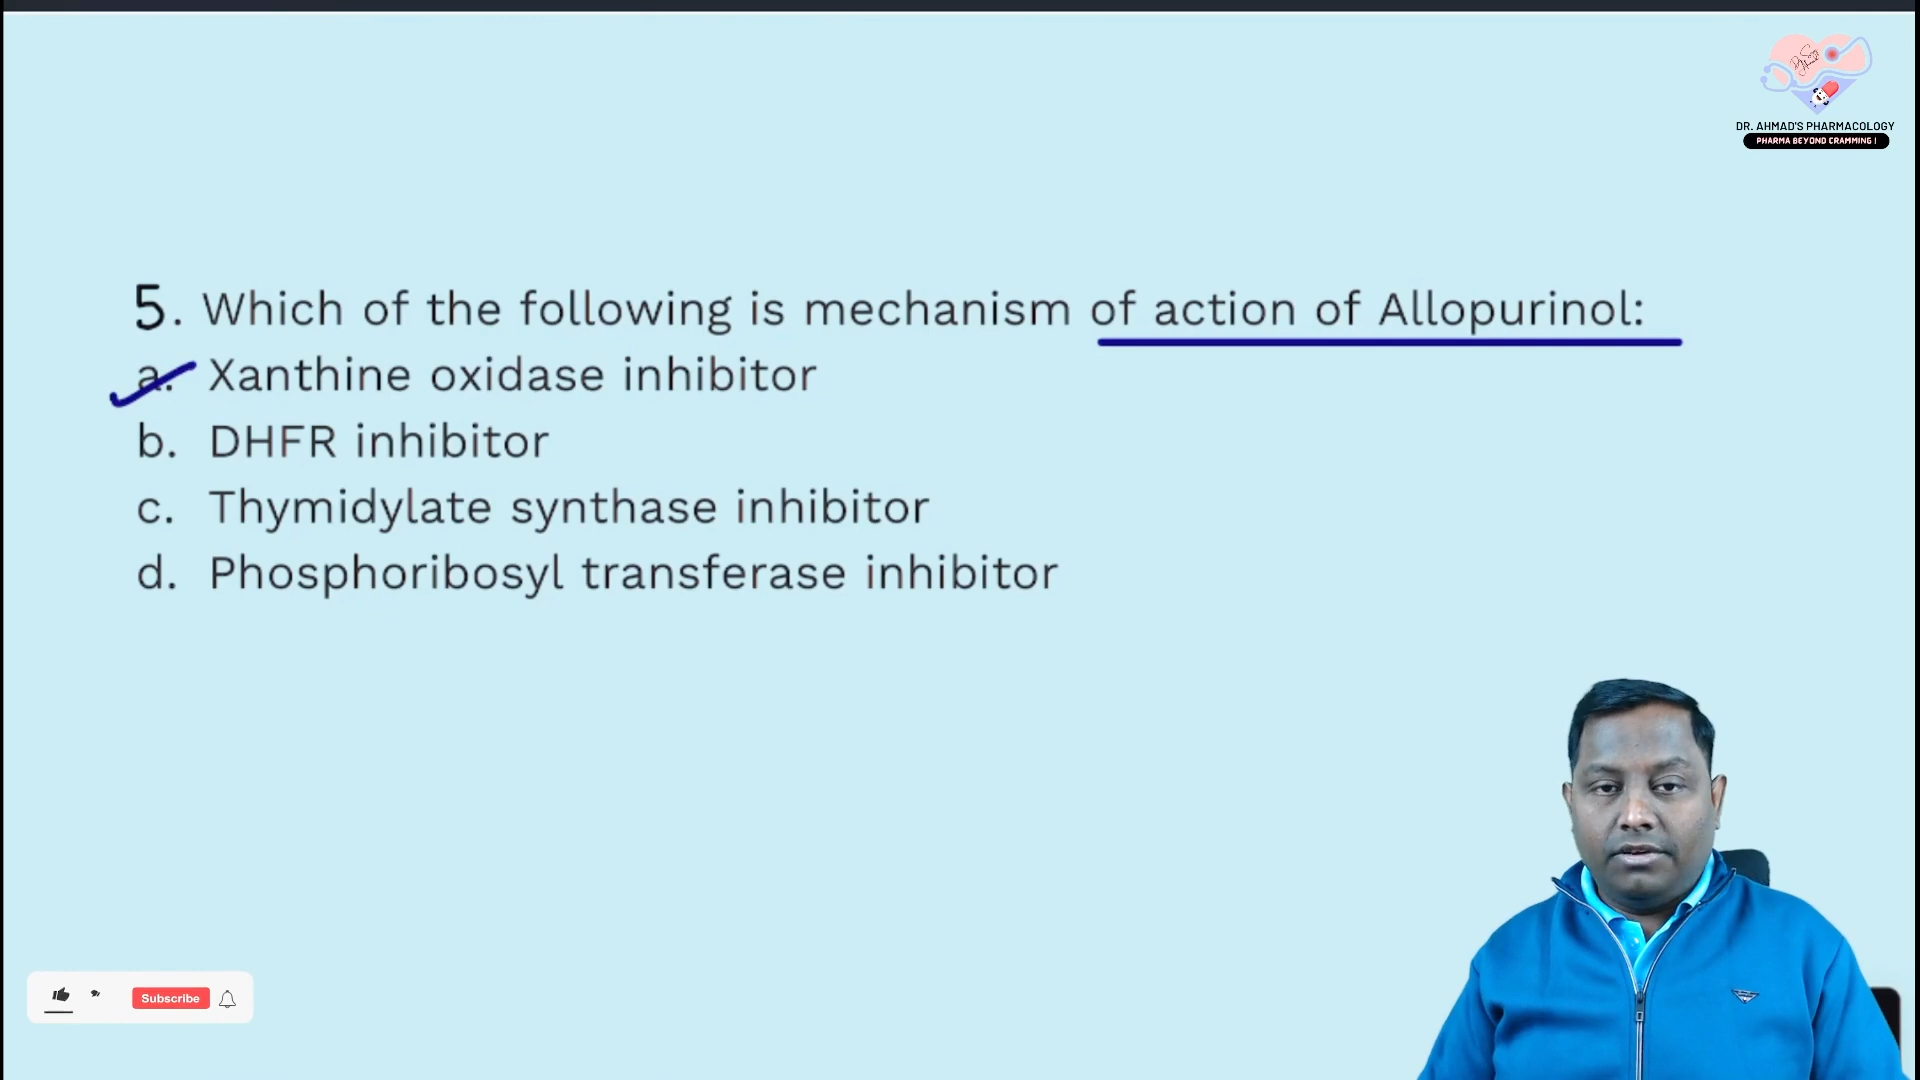 DR. AHMAD'S PHARMACOLOGY
PHARMA BEYOND CRAMMING !
5. Which of the following is mechanism of action of Allopurinol:
a. Xanthine oxidase inhibitor
b. DHFR inhibitor
c. Thymidylate synthase inhibitor
d. Phosphoribosyl transferase inhibitor
Subscribe